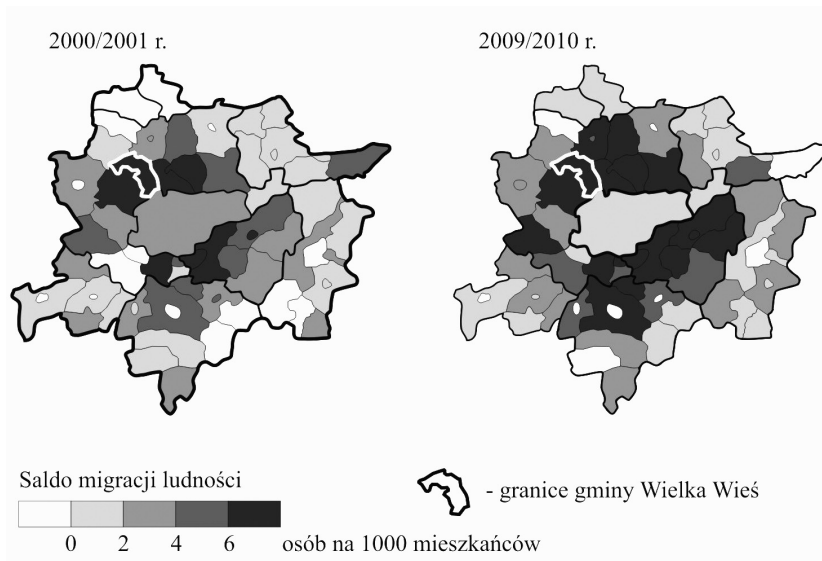 2000/2001 r.
2009/2010 r.
Saldo migracji ludności
0 2 4 6 osób na 1000 mieszkańców
- granice gminy Wielka Wieś